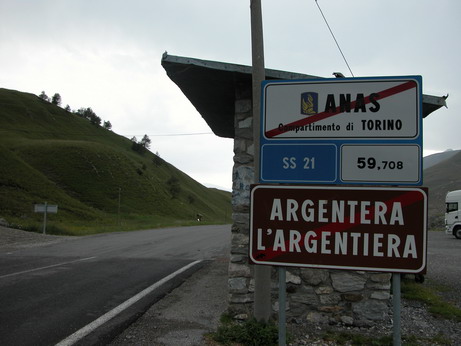 ANAS
Compartimento di TORINO
SS 21
59,708
ARGENTERA
L'ARGENTIERA